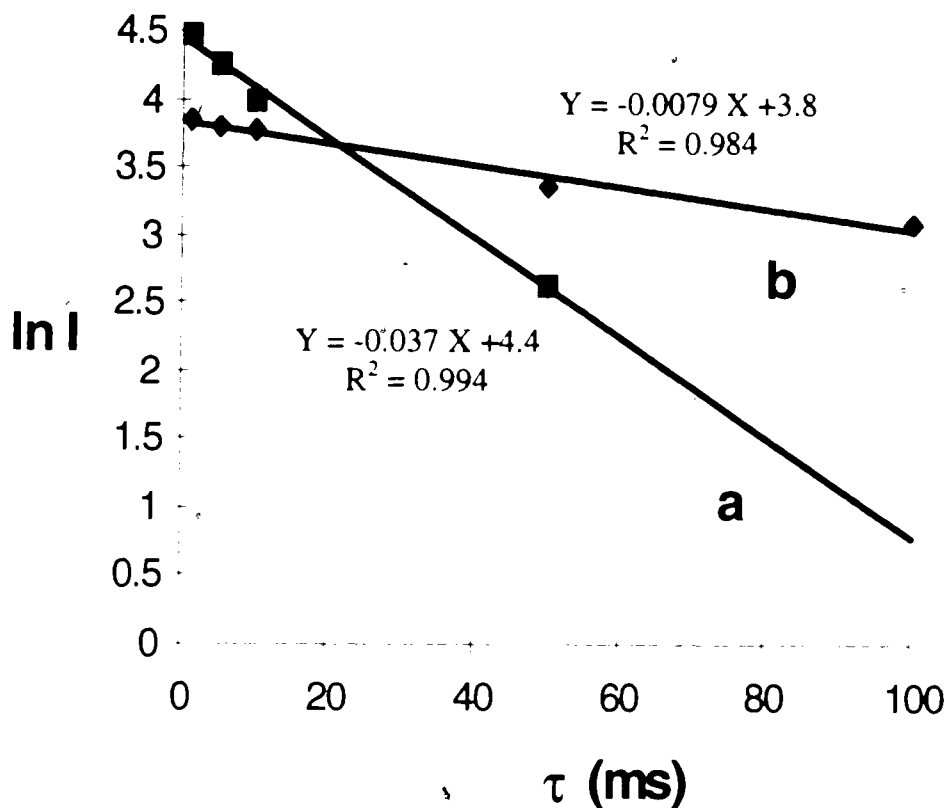 4.5
4
3.5
3
2.5
2
1.5
1
0.5
0
ln I
Y = -0.0079 X +3.8
R² = 0.984
b
Y = -0.037 X +4.4
R² = 0.994
a
0 20 40 60 80 100
τ (ms)